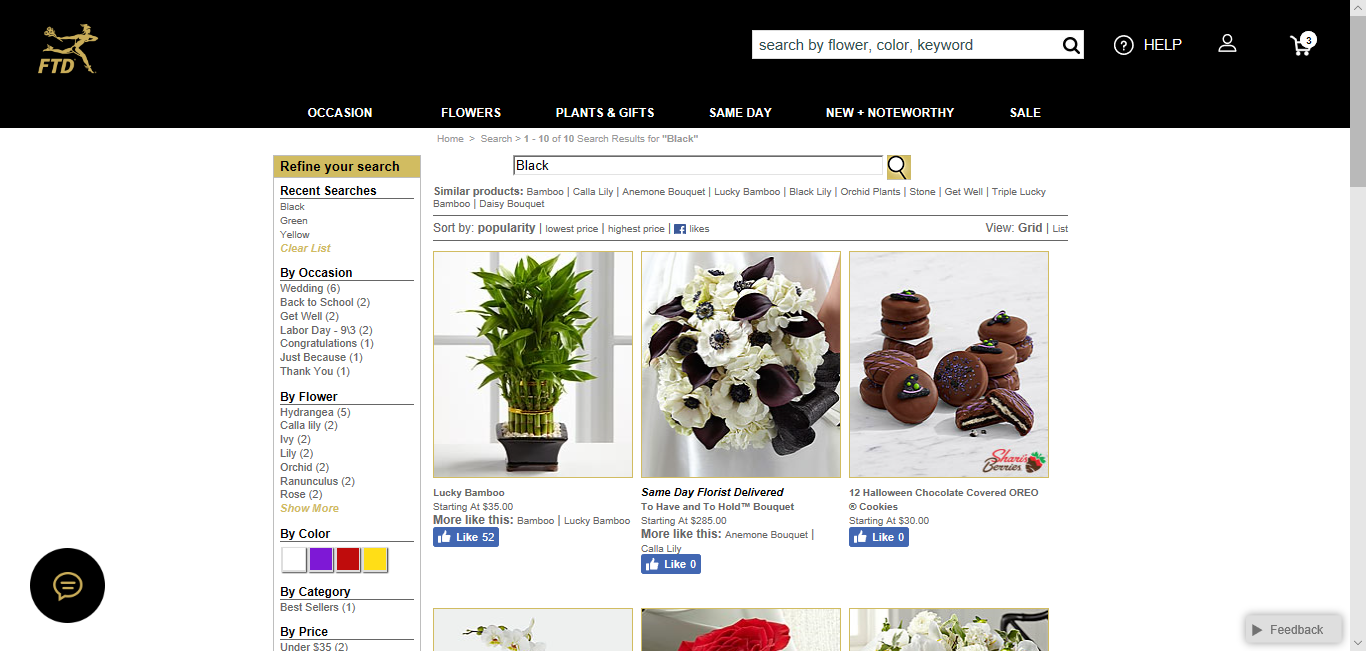 FTD
search by flower, color, keyword
HELP
3
OCCASION
FLOWERS
PLANTS & GIFTS
SAME DAY
NEW + NOTEWORTHY
SALE
Home > Search > 1 - 10 of 10 Search Results for "Black"
Refine your search
Recent Searches
Black
Green
Yellow
Clear List
By Occasion
Wedding (6)
Back to School (2)
Get Well (2)
Labor Day - 9\3 (2)
Congratulations (1)
Just Because (1)
Thank You (1)
By Flower
Hydrangea (5)
Calla lily (2)
Ivy (2)
Lily (2)
Orchid (2)
Ranunculus (2)
Rose (2)
Show More
By Color
By Category
Best Sellers (1)
By Price
Under $35 (2)
Black
Similar products: Bamboo | Calla Lily | Anemone Bouquet | Lucky Bamboo | Black Lily | Orchid Plants | Stone | Get Well | Triple Lucky
Bamboo | Daisy Bouquet
Sort by: popularity | lowest price | highest price | f likes
View: Grid | List
Lucky Bamboo
Starting At $35.00
More like this: Bamboo | Lucky Bamboo
Like 52
Same Day Florist Delivered
To Have and To Hold™ Bouquet
Starting At $285.00
More like this: Anemone Bouquet |
Calla Lily
Like 0
Shari's
Berries
12 Halloween Chocolate Covered OREO
® Cookies
Starting At $30.00
Like 0
Feedback